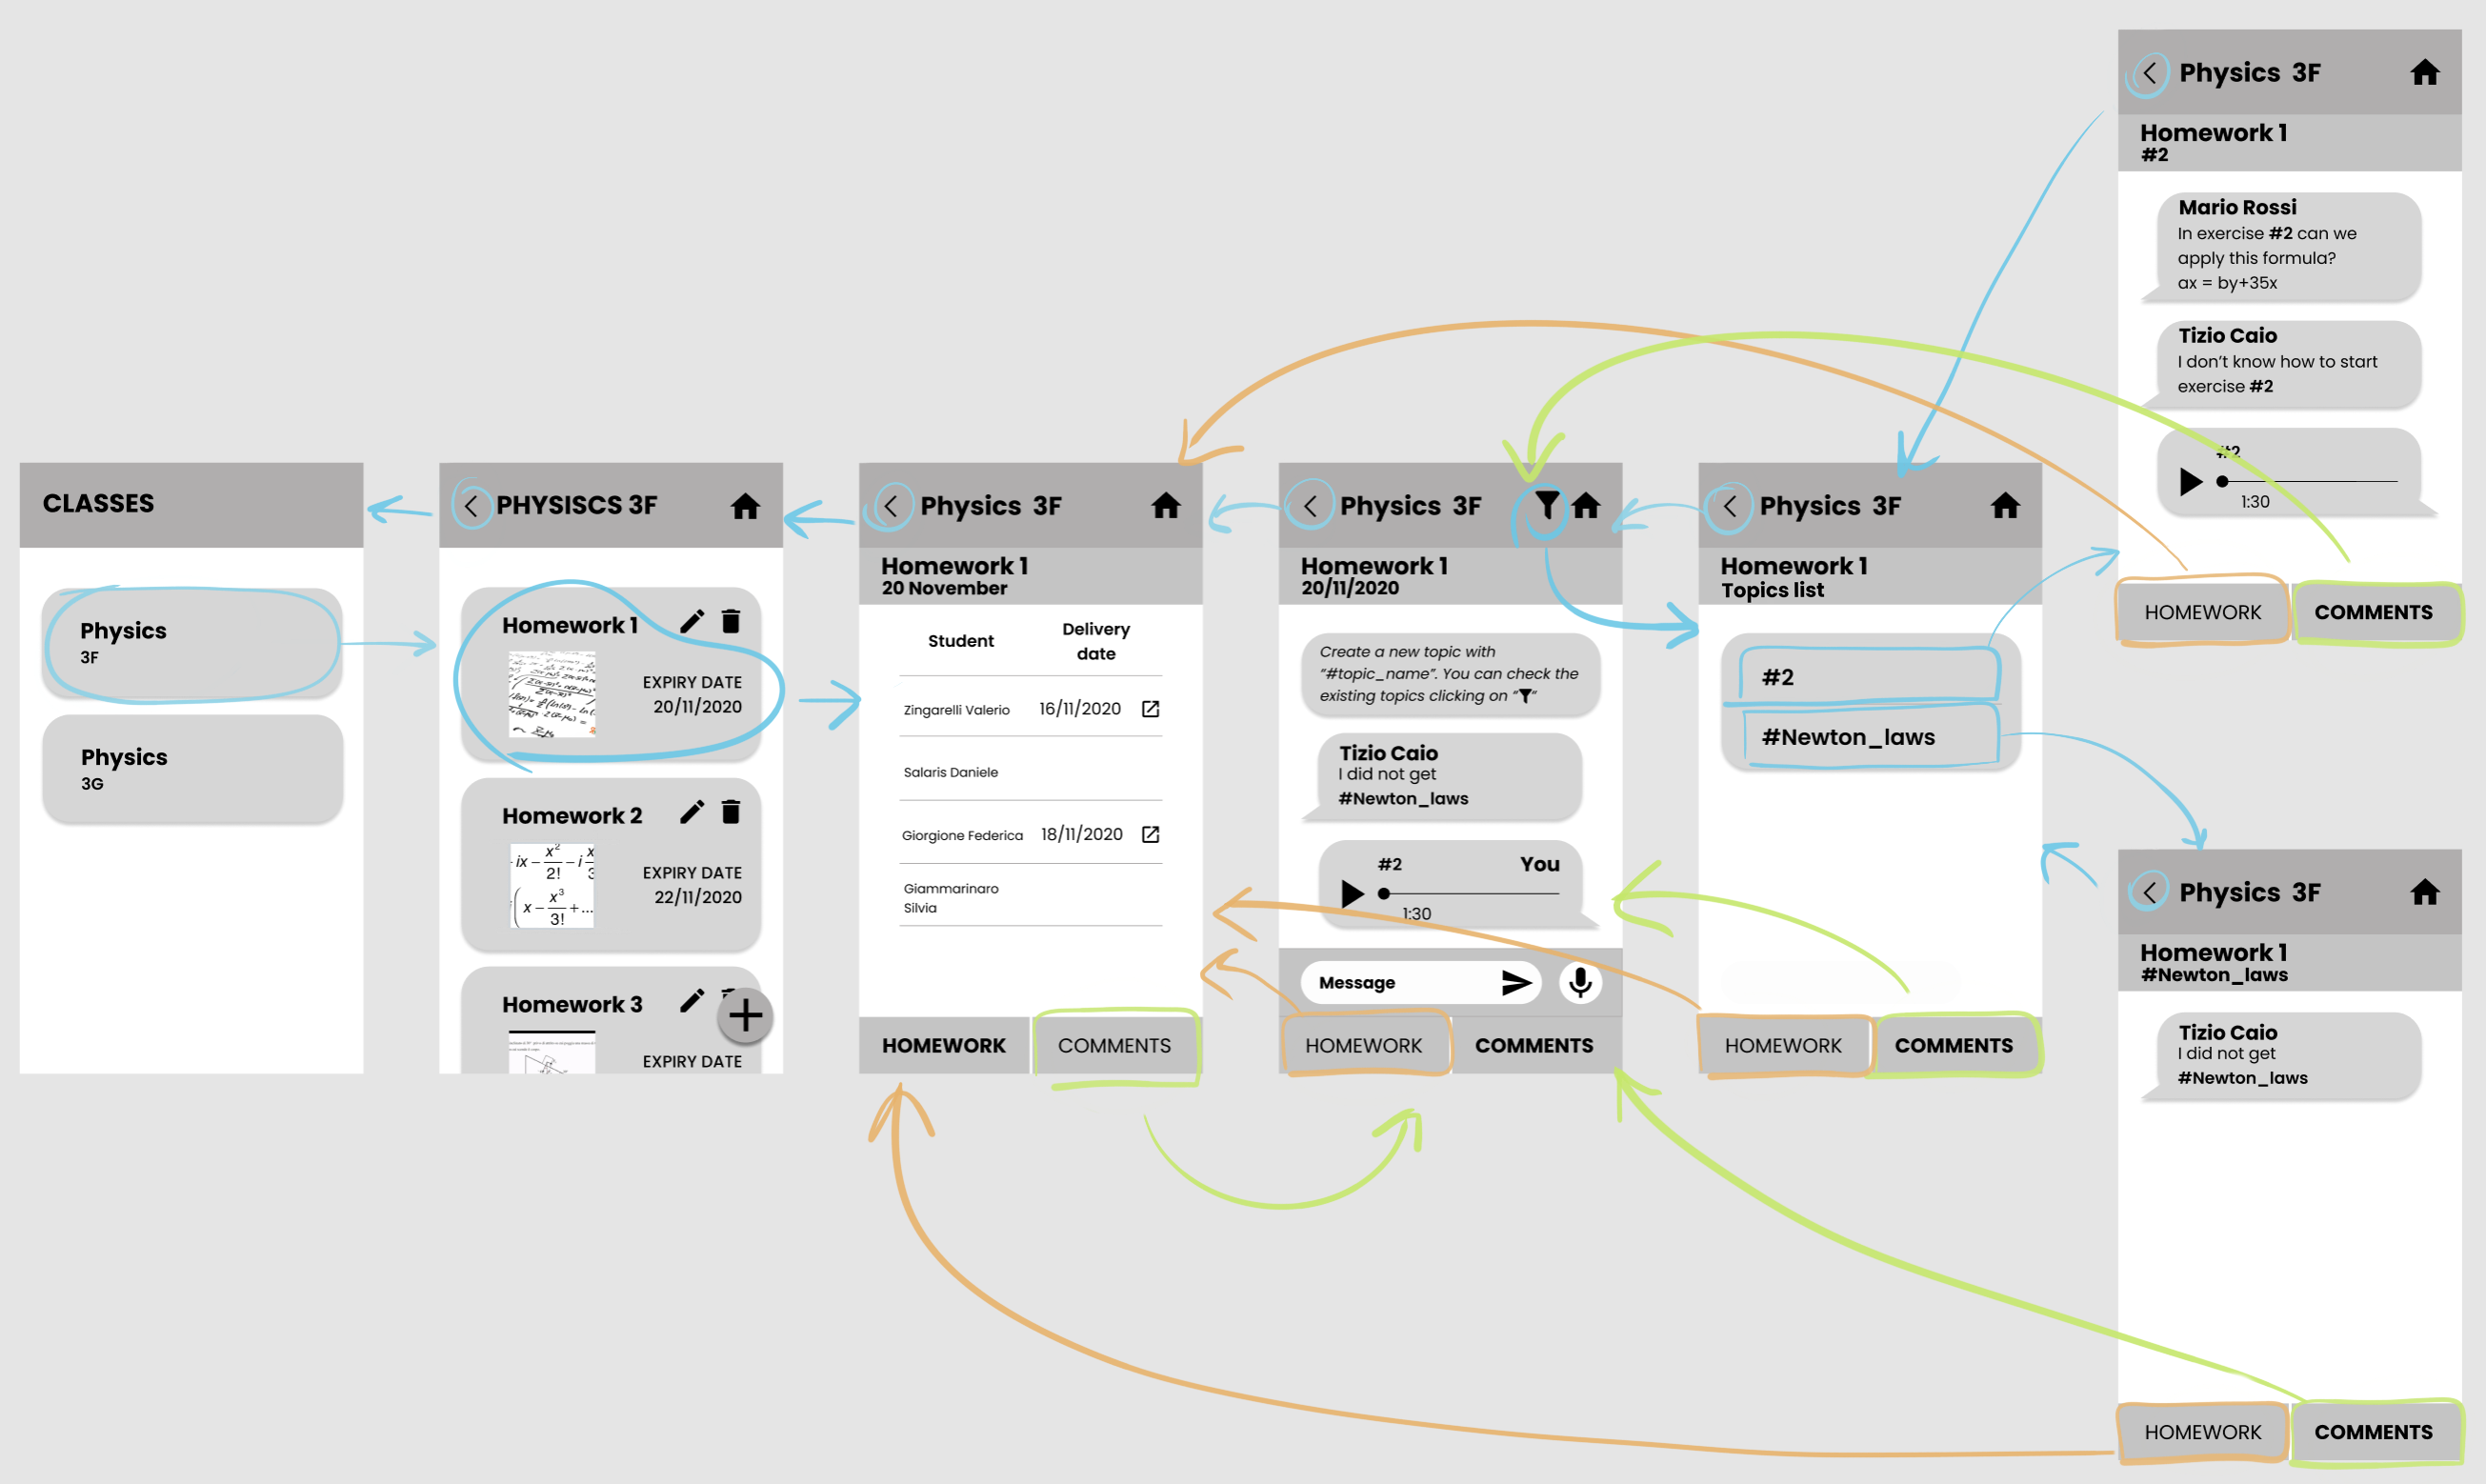 CLASSES
Physics
3F
Physics
3G
PHYSISCS 3F
Homework 1
EXPIRY DATE
20/11/2020
Homework 2
EXPIRY DATE
22/11/2020
Homework 3
EXPIRY DATE
Physics 3F
Homework 1
20 November
Student
Delivery
date
Zingarelli Valerio 16/11/2020
Salaris Daniele
Giorgione Federica 18/11/2020
Giammarinaro
Silvia
HOMEWORK
COMMENTS
Physics 3F
Homework 1
20/11/2020
Create a new topic with
“#topic_name”. You can check the
existing topics clicking on “ ”
Tizio Caio
I did not get
#Newton_laws
#2 You
1:30
Message
HOMEWORK
COMMENTS
Physics 3F
Homework 1
Topics list
#2
#Newton_laws
HOMEWORK
COMMENTS
Physics 3F
Homework 1
#2
Mario Rossi
In exercise #2 can we
apply this formula?
ax = by+35x
Tizio Caio
I don’t know how to start
exercise #2
#2
1:30
HOMEWORK
COMMENTS
Physics 3F
Homework 1
#Newton_laws
Tizio Caio
I did not get
#Newton_laws
HOMEWORK
COMMENTS